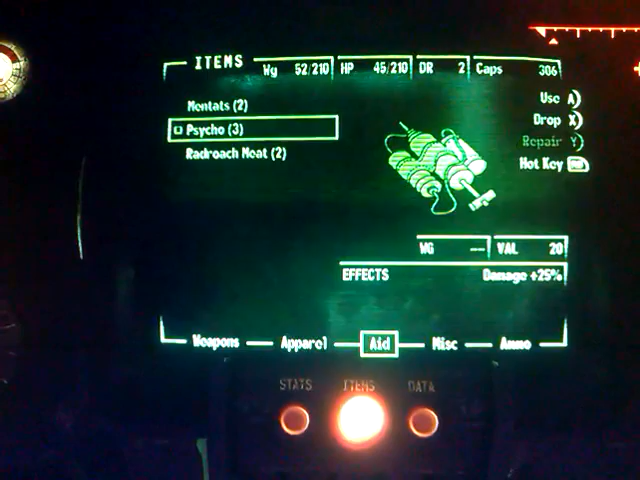 ITEMS Wg 52/210 HP 45/210 DR 2 Caps 306
Mentats (2)
Psycho (3)
Radroach Meat (2)
Use A)
Drop X)
Repair Y)
Hot Key
WG -- VAL 20
EFFECTS Damage +25%
Weapons Apparel Aid Misc Ammo
STATS ITEMS DATA